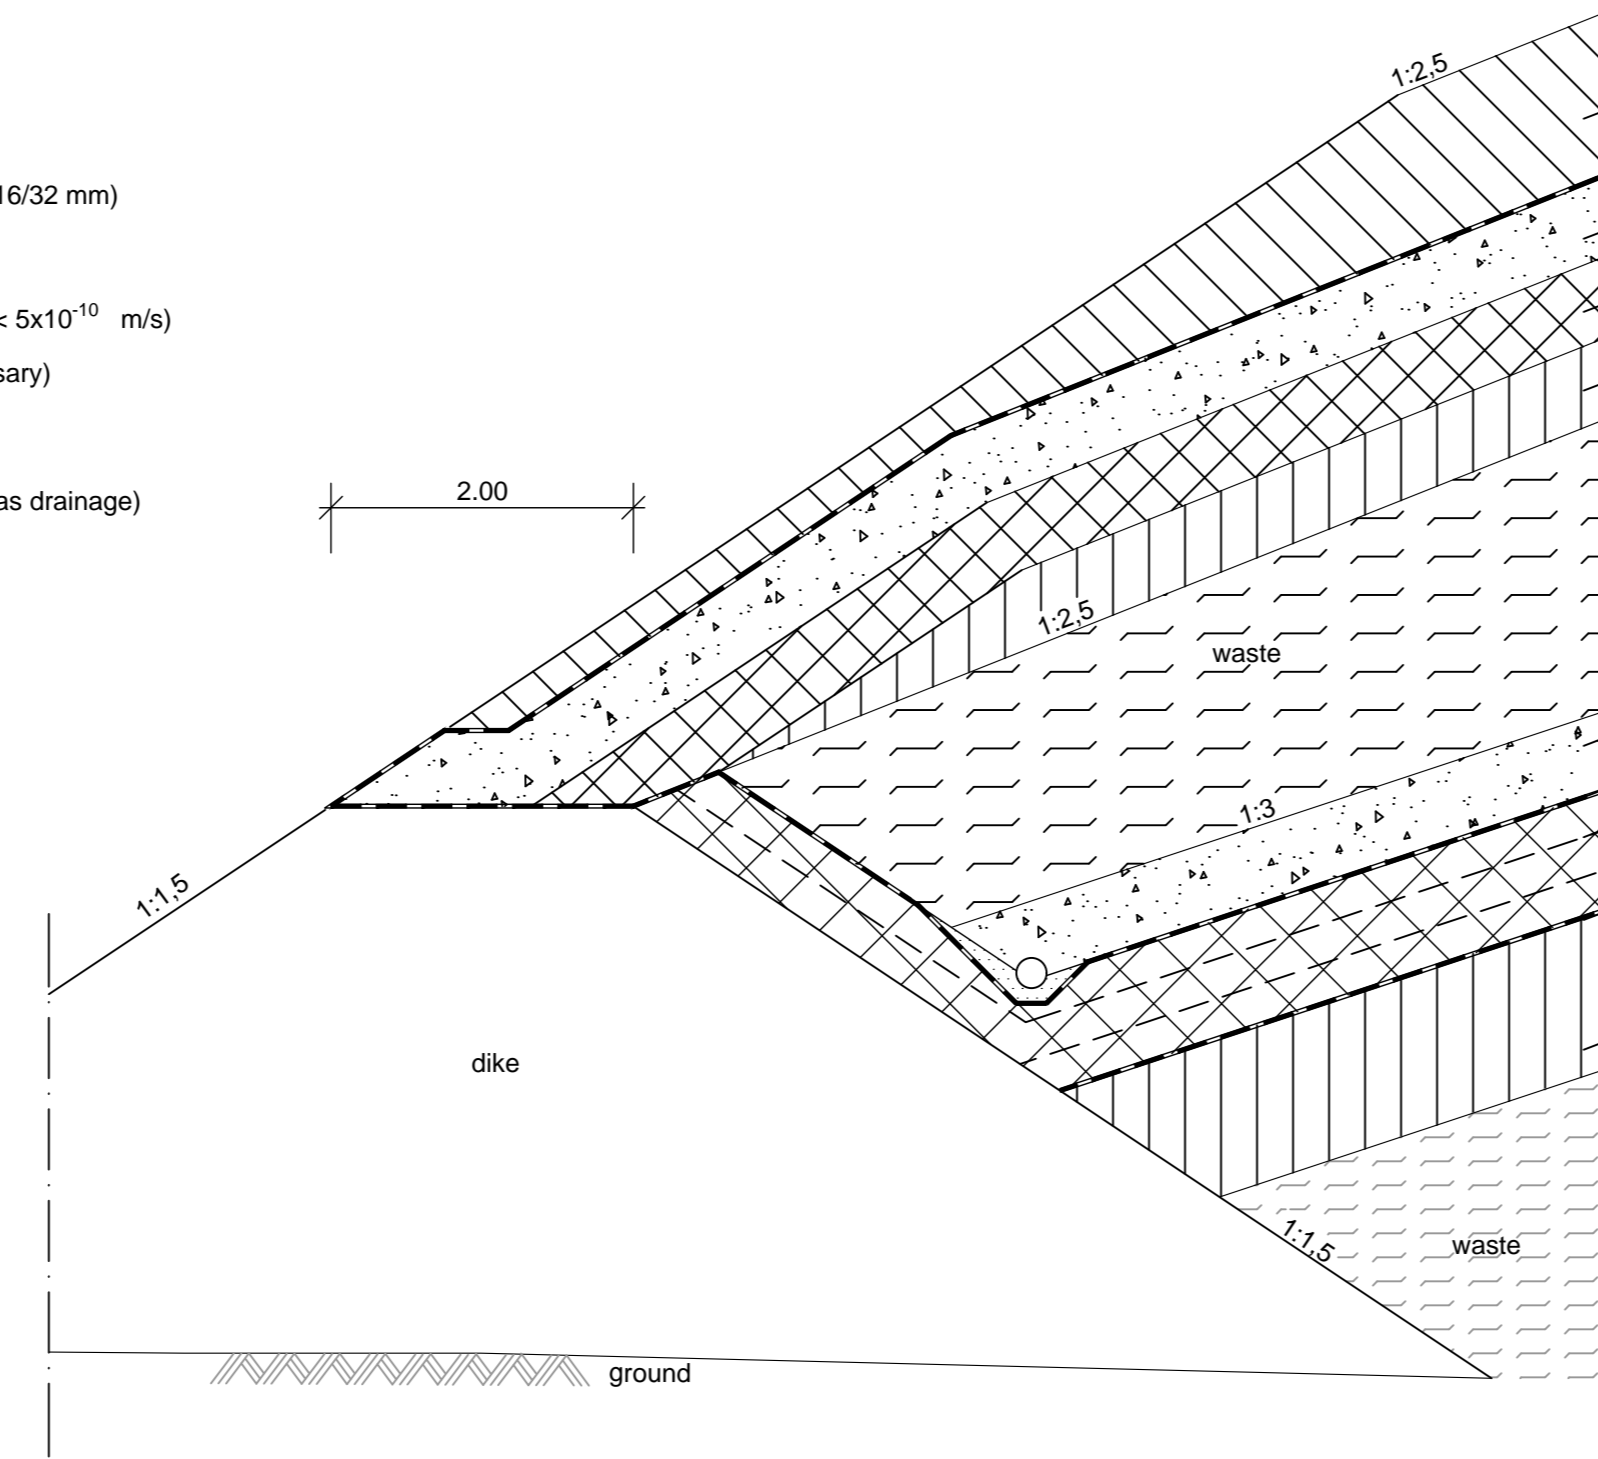 1:2,5
16/32 mm)
< 5x10-10 m/s)
sary)
2.00
as drainage)
1:2,5
waste
1:3
1:1,5
dike
1:1,5
waste
ground